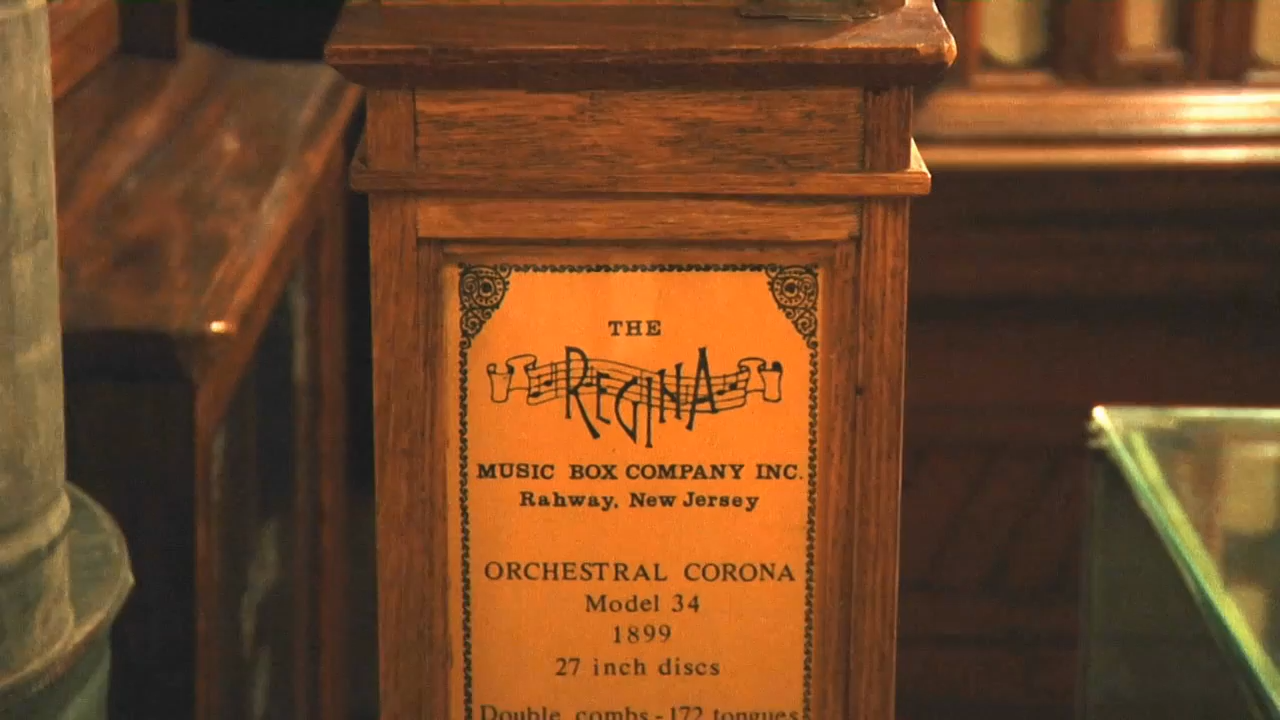 THE
REGINA
MUSIC BOX COMPANY INC.
Rahway, New Jersey
ORCHESTRAL CORONA
Model 34
1899
27 inch discs
Double combs - 172 tongues